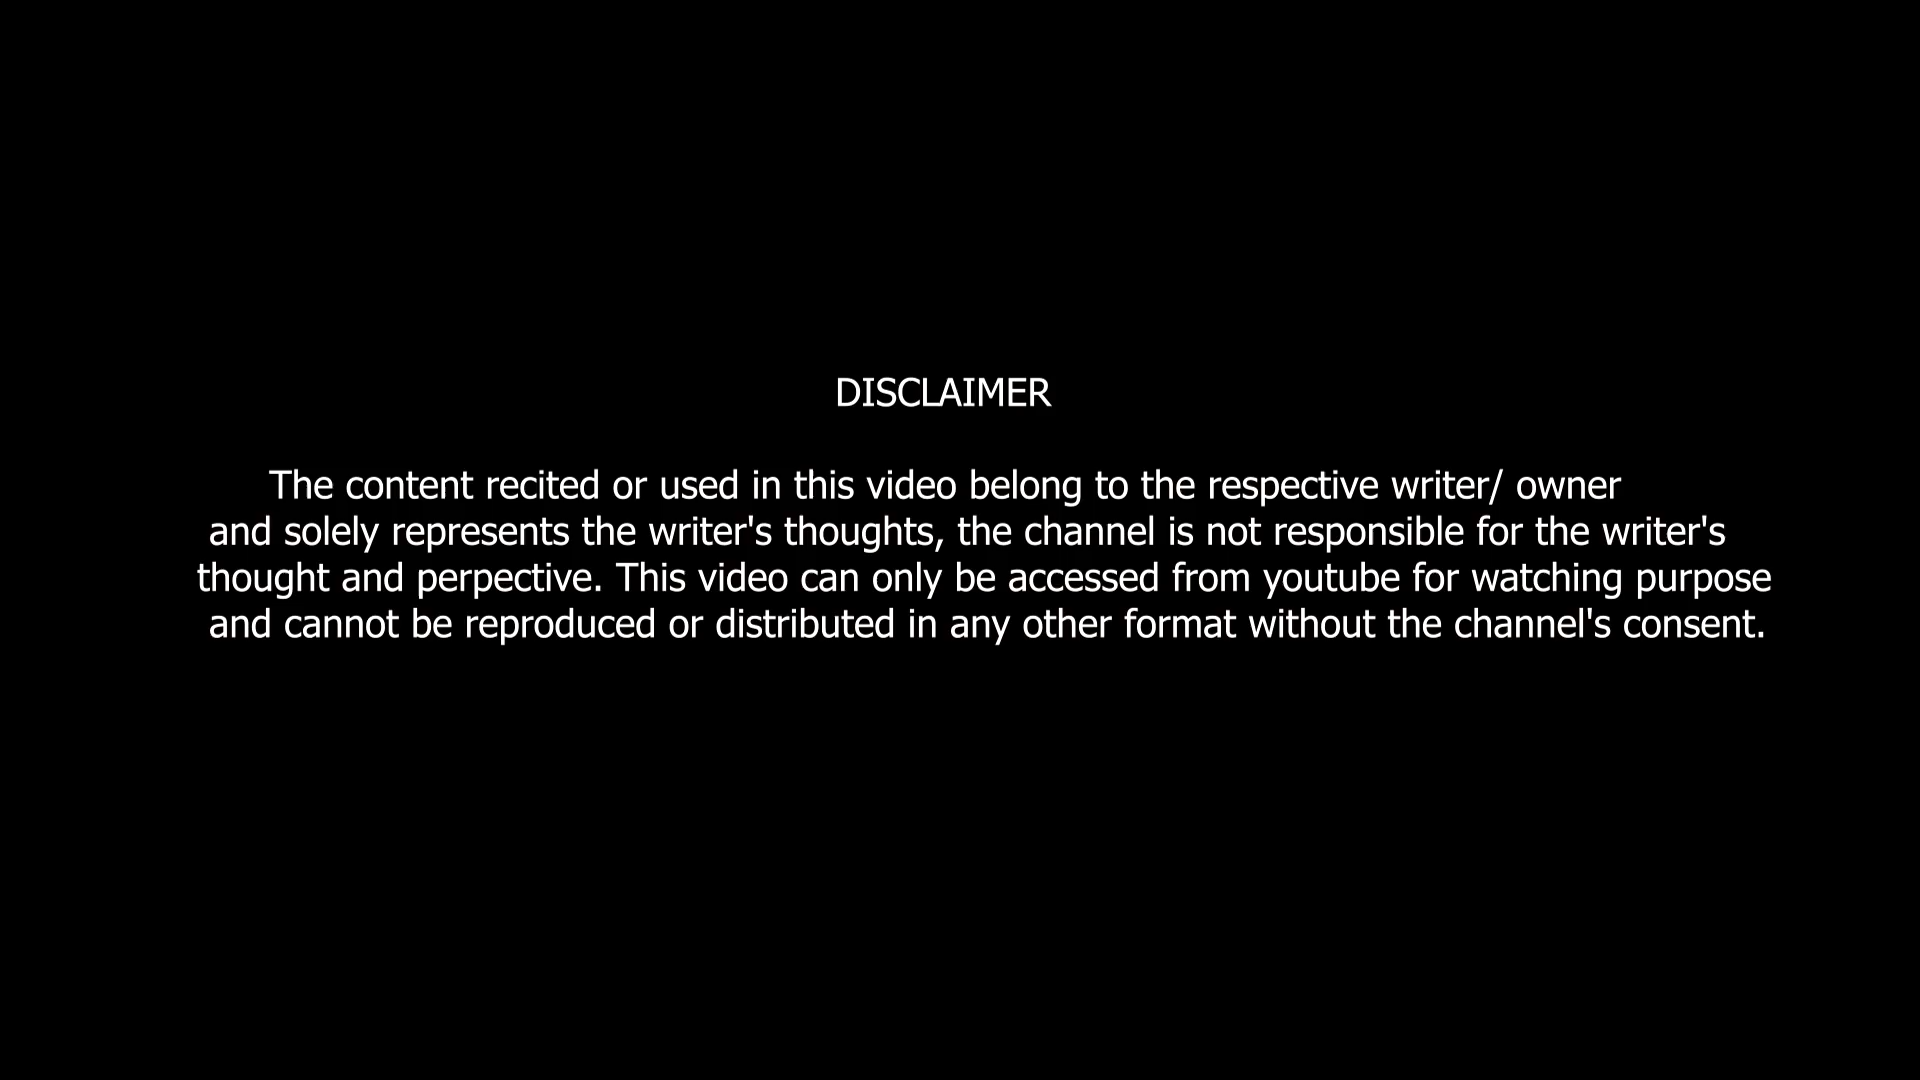 DISCLAIMER
The content recited or used in this video belong to the respective writer/ owner
and solely represents the writer's thoughts, the channel is not responsible for the writer's
thought and perpective. This video can only be accessed from youtube for watching purpose
and cannot be reproduced or distributed in any other format without the channel's consent.